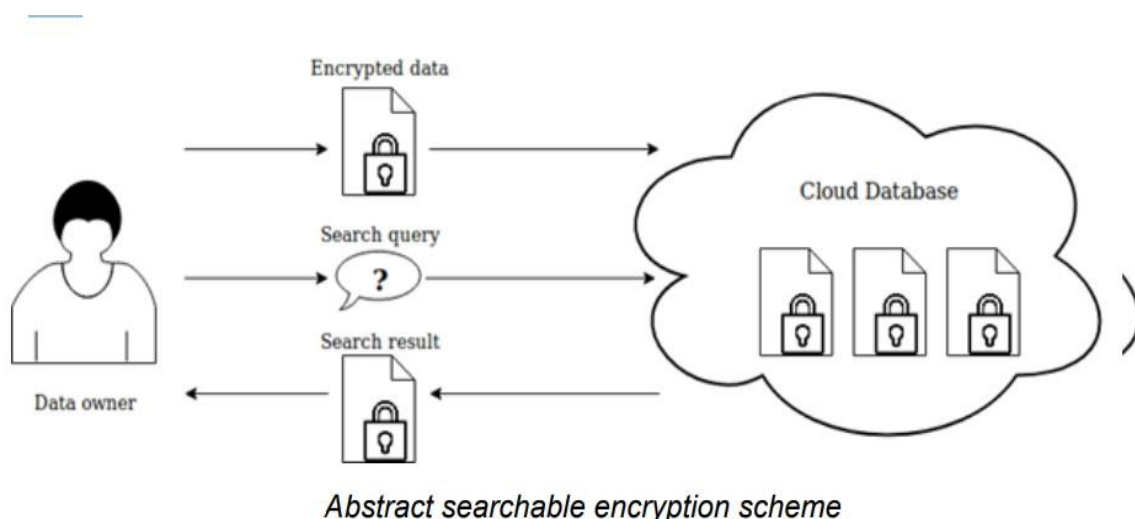 Encrypted data
Cloud Database
Search query
?
Search result
Data owner
Abstract searchable encryption scheme